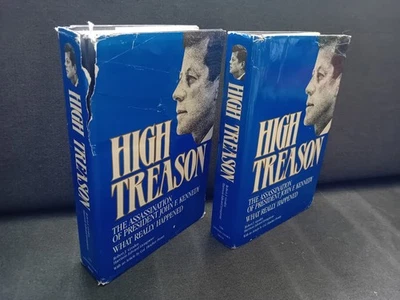 HIGH TREASON
HIGH
TREASON
THE ASSASSINATION
OF PRESIDENT JOHN F. KENNEDY
WHAT REALLY HAPPENED
HIGH TREASON
HIGH
TREASON
THE ASSASSINATION
OF PRESIDENT JOHN F. KENNEDY
WHAT REALLY HAPPENED